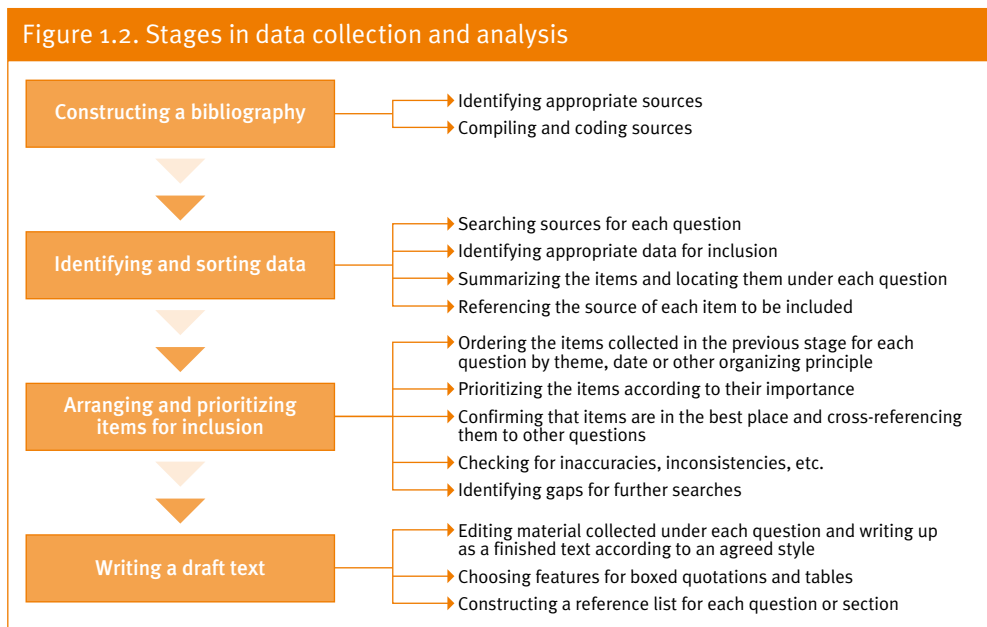 Figure 1.2. Stages in data collection and analysis
Constructing a bibliography
Identifying appropriate sources
Compiling and coding sources
Identifying and sorting data
Searching sources for each question
Identifying appropriate data for inclusion
Summarizing the items and locating them under each question
Referencing the source of each item to be included
Arranging and prioritizing
items for inclusion
Ordering the items collected in the previous stage for each
question by theme, date or other organizing principle
Prioritizing the items according to their importance
Confirming that items are in the best place and cross-referencing
them to other questions
Checking for inaccuracies, inconsistencies, etc.
Identifying gaps for further searches
Writing a draft text
Editing material collected under each question and writing up
as a finished text according to an agreed style
Choosing features for boxed quotations and tables
Constructing a reference list for each question or section